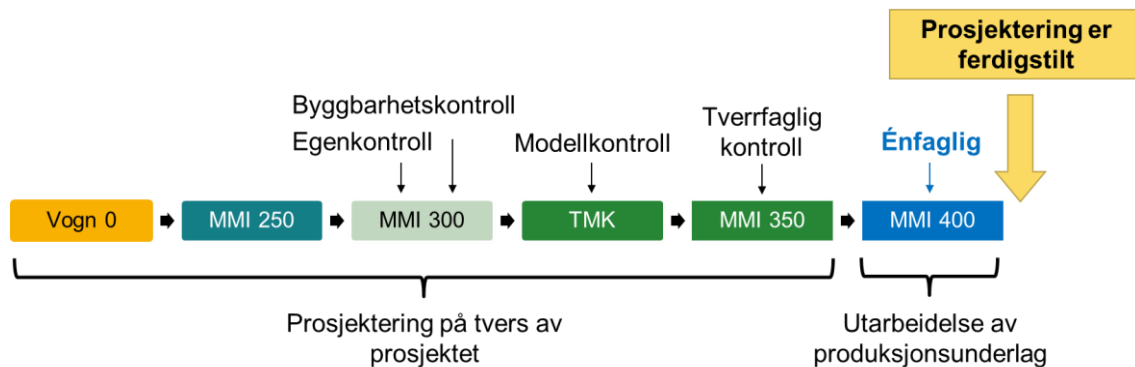 Prosjektering er
ferdigstilt
Byggbarhetskontroll
Egenkontroll
Modellkontroll
Tverrfaglig
kontroll
Énfaglig
Vogn 0
MMI 250
MMI 300
TMK
MMI 350
MMI 400
Prosjektering på tvers av
prosjektet
Utarbeidelse av
produksjonsunderlag